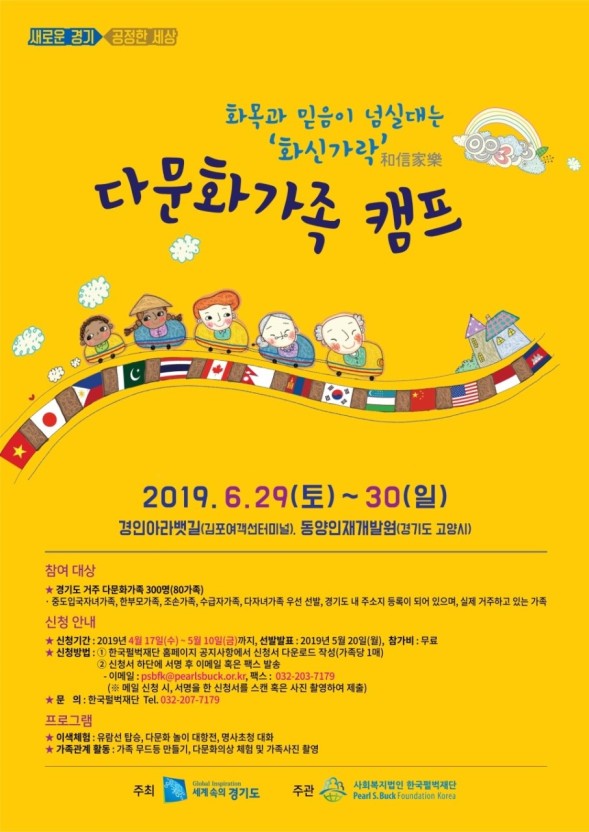 새로운 경기 공정한 세상
화목과 믿음이 넘실대는
'화신가락'和信家樂
다문화가족 캠프
2019. 6.29(토) ~ 30(일)
경인아라뱃길(김포여객선터미널), 동양인재개발원(경기도 고양시)
참여 대상
★ 경기도 거주 다문화가족 300명(80가족)
· 중도입국자녀가족, 한부모가족, 조손가족, 수급자가족, 다자녀가족 우선 선발, 경기도 내 주소지 등록이 되어 있으며, 실제 거주하고 있는 가족
신청 안내
★ 신청기간 : 2019년 4월 17일(수) ~ 5월 10일(금)까지, 선발발표 : 2019년 5월 20일(월), 참가비 : 무료
★ 신청방법 : ① 한국펄벅재단 홈페이지 공지사항에서 신청서 다운로드 작성(가족당 1매)
② 신청서 하단에 서명 후 이메일 혹은 팩스 발송
- 이메일 : psbfk@pearlsbuck.or.kr, 팩스 : 032-203-7179
(※ 메일 신청 시, 서명을 한 신청서를 스캔 혹은 사진 촬영하여 제출)
★ 문 의 : 한국펄벅재단 Tel. 032-207-7179
프로그램
★ 이색체험 : 유람선 탑승, 다문화 놀이 대항전, 명사초청 대화
★ 가족관계 활동 : 가족 무드등 만들기, 다문화의상 체험 및 가족사진 촬영
주최 Global Inspiration 세계 속의 경기도 주관 사회복지법인 한국펄벅재단
Pearl S. Buck Foundation Korea